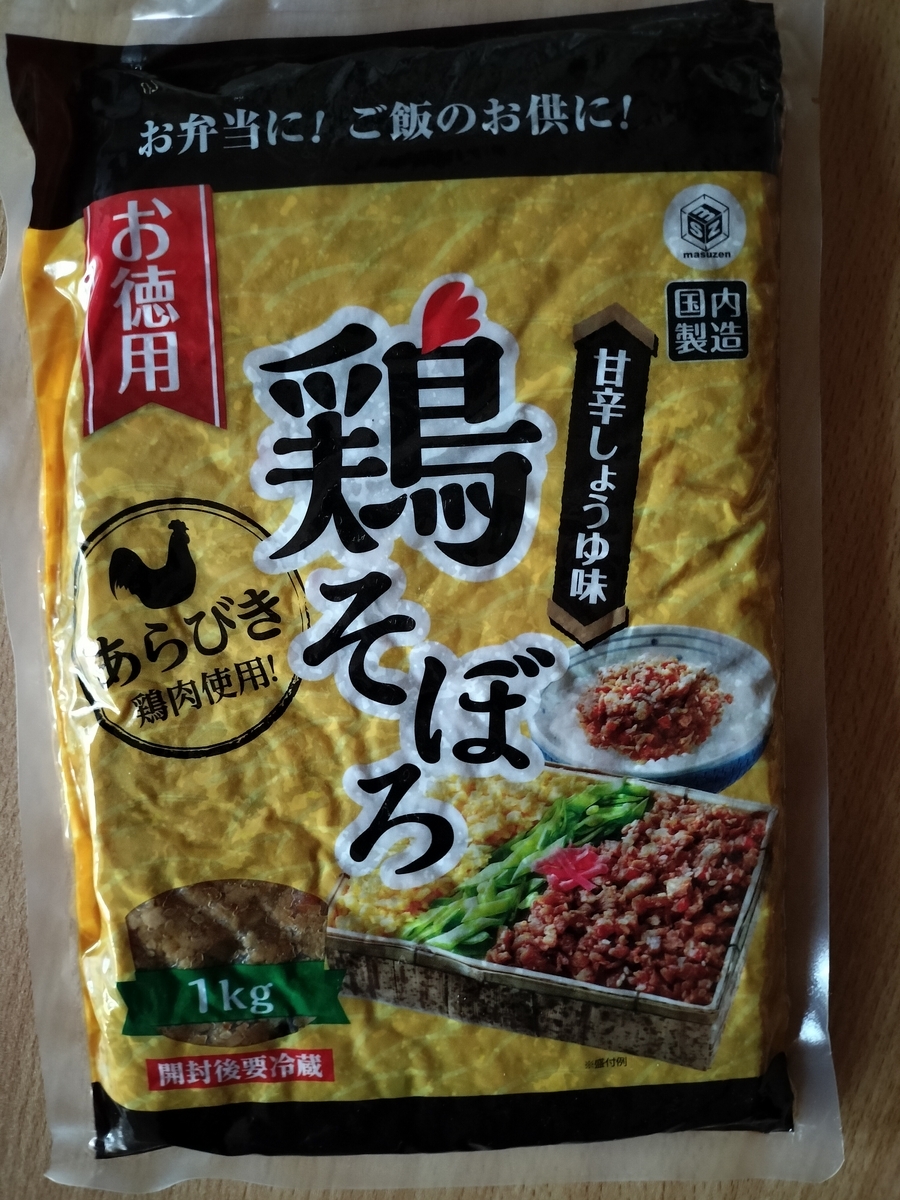 お弁当に! ご飯のお供に!
お徳用
MSZ
masuzen
国内
製造
鶏そぼろ
甘辛しょうゆ味
あらびき
鶏肉使用!
1kg
開封後要冷蔵
※盛付例